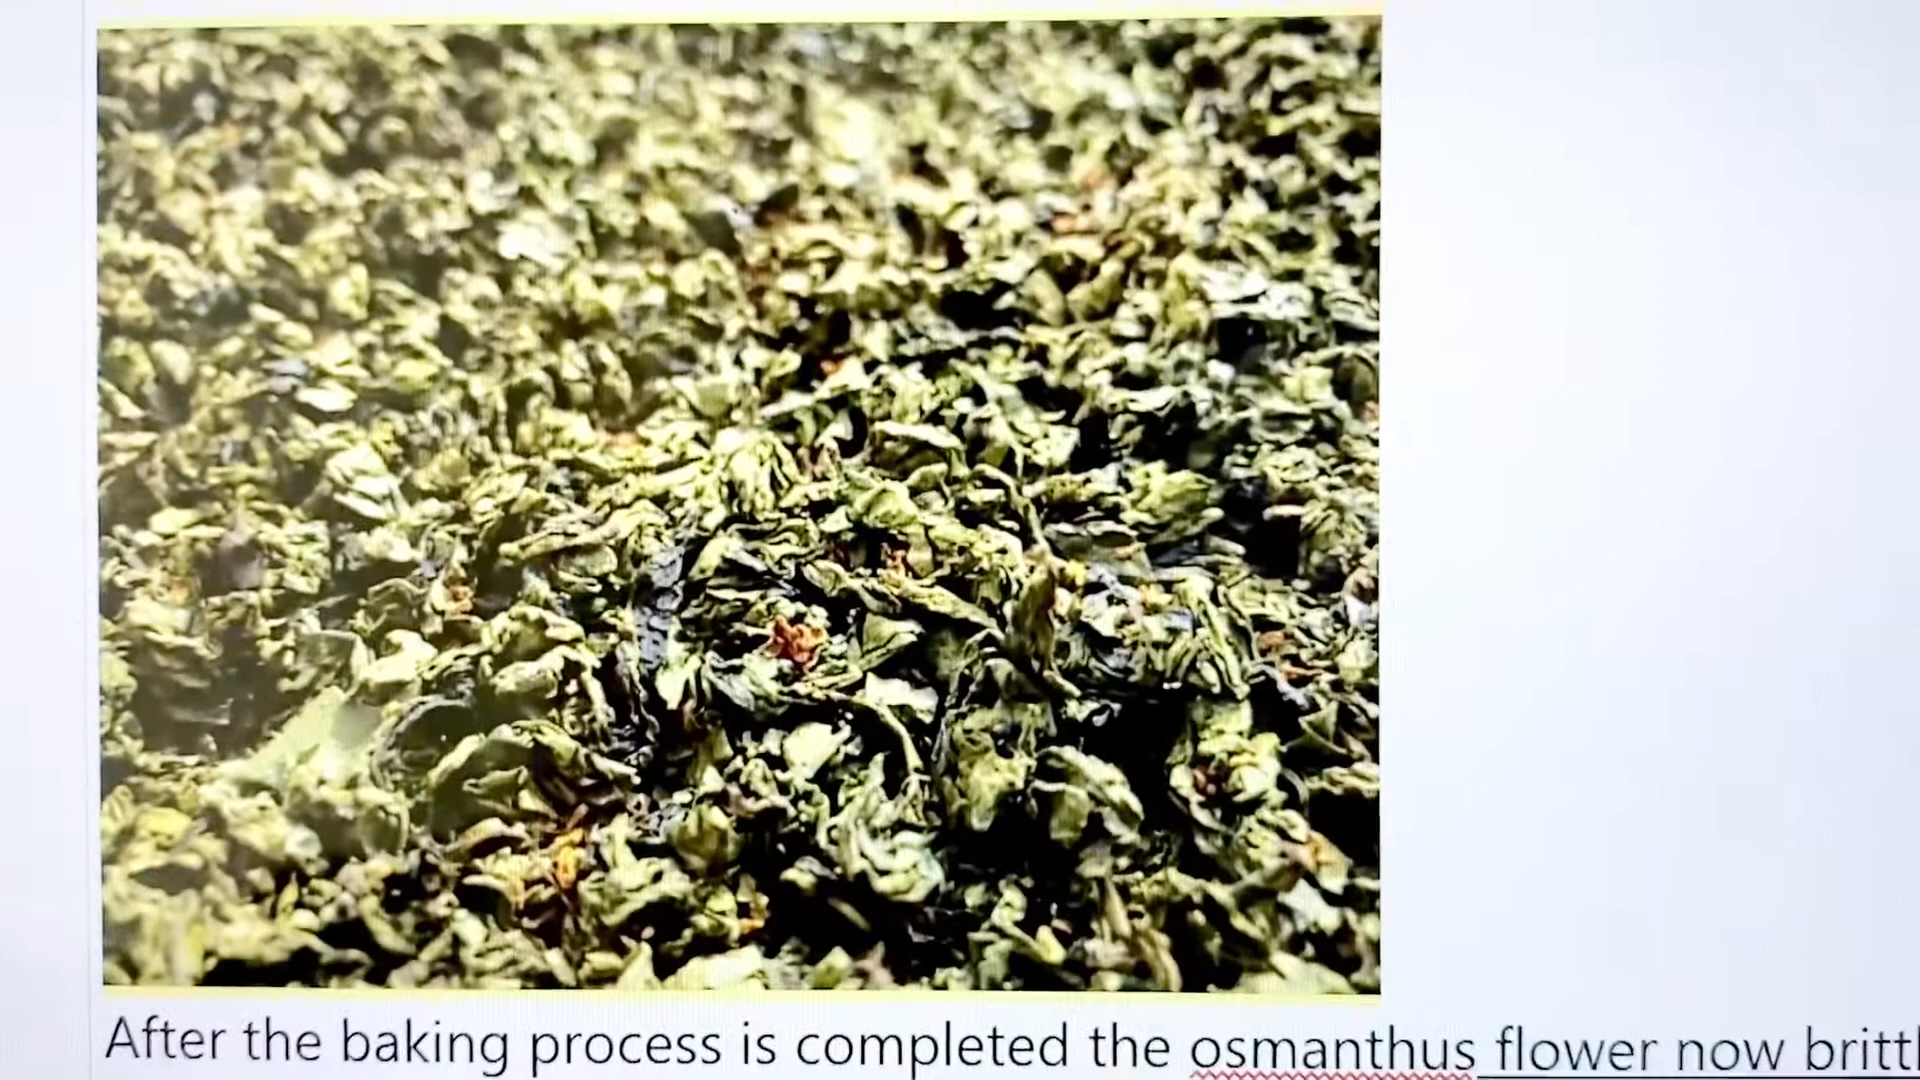 After the baking process is completed the osmanthus flower now